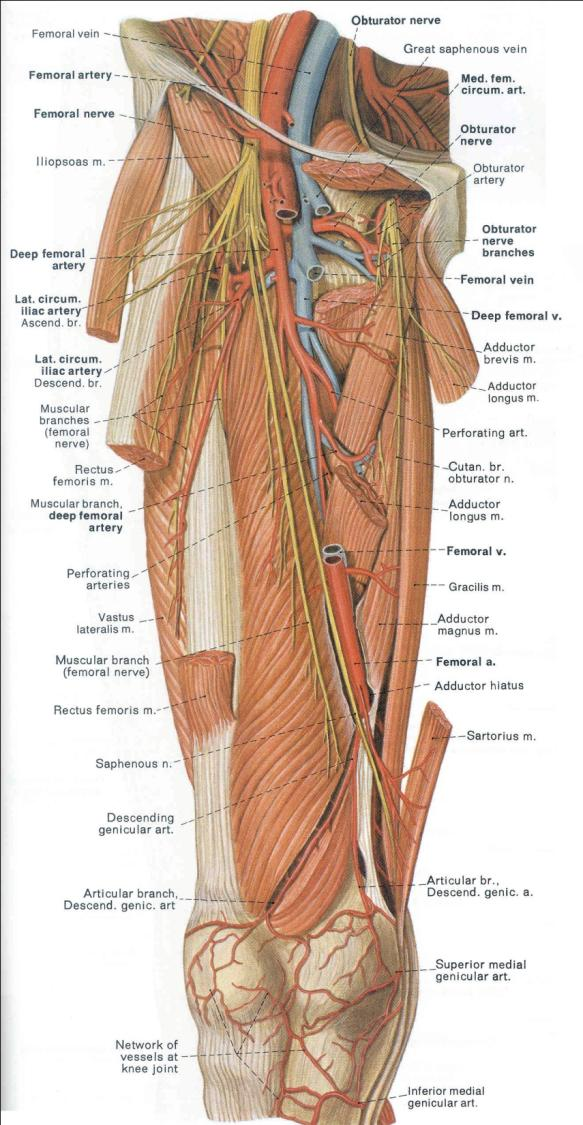 Femoral vein
Femoral artery
Femoral nerve
Iliopsoas m.
Deep femoral
artery
Lat. circum.
iliac artery
Ascend. br.
Lat. circum.
iliac artery
Descend. br.
Muscular
branches
(femoral
nerve)
Rectus
femoris m.
Muscular branch,
deep femoral
artery
Perforating
arteries
Vastus
lateralis m.
Muscular branch
(femoral nerve)
Rectus femoris m.
Saphenous n.
Descending
genicular art.
Articular branch,
Descend. genic. art
Network of
vessels at
knee joint
Obturator nerve
Great saphenous vein
Med. fem.
circum. art.
Obturator
nerve
Obturator
artery
Obturator
nerve
branches
Femoral vein
Deep femoral v.
Adductor
brevis m.
Adductor
longus m.
Perforating art.
Cutan. br.
obturator n.
Adductor
longus m.
Femoral v.
Gracilis m.
Adductor
magnus m.
Femoral a.
Adductor hiatus
Sartorius m.
Articular br.,
Descend. genic. a.
Superior medial
genicular art.
Inferior medial
genicular art.